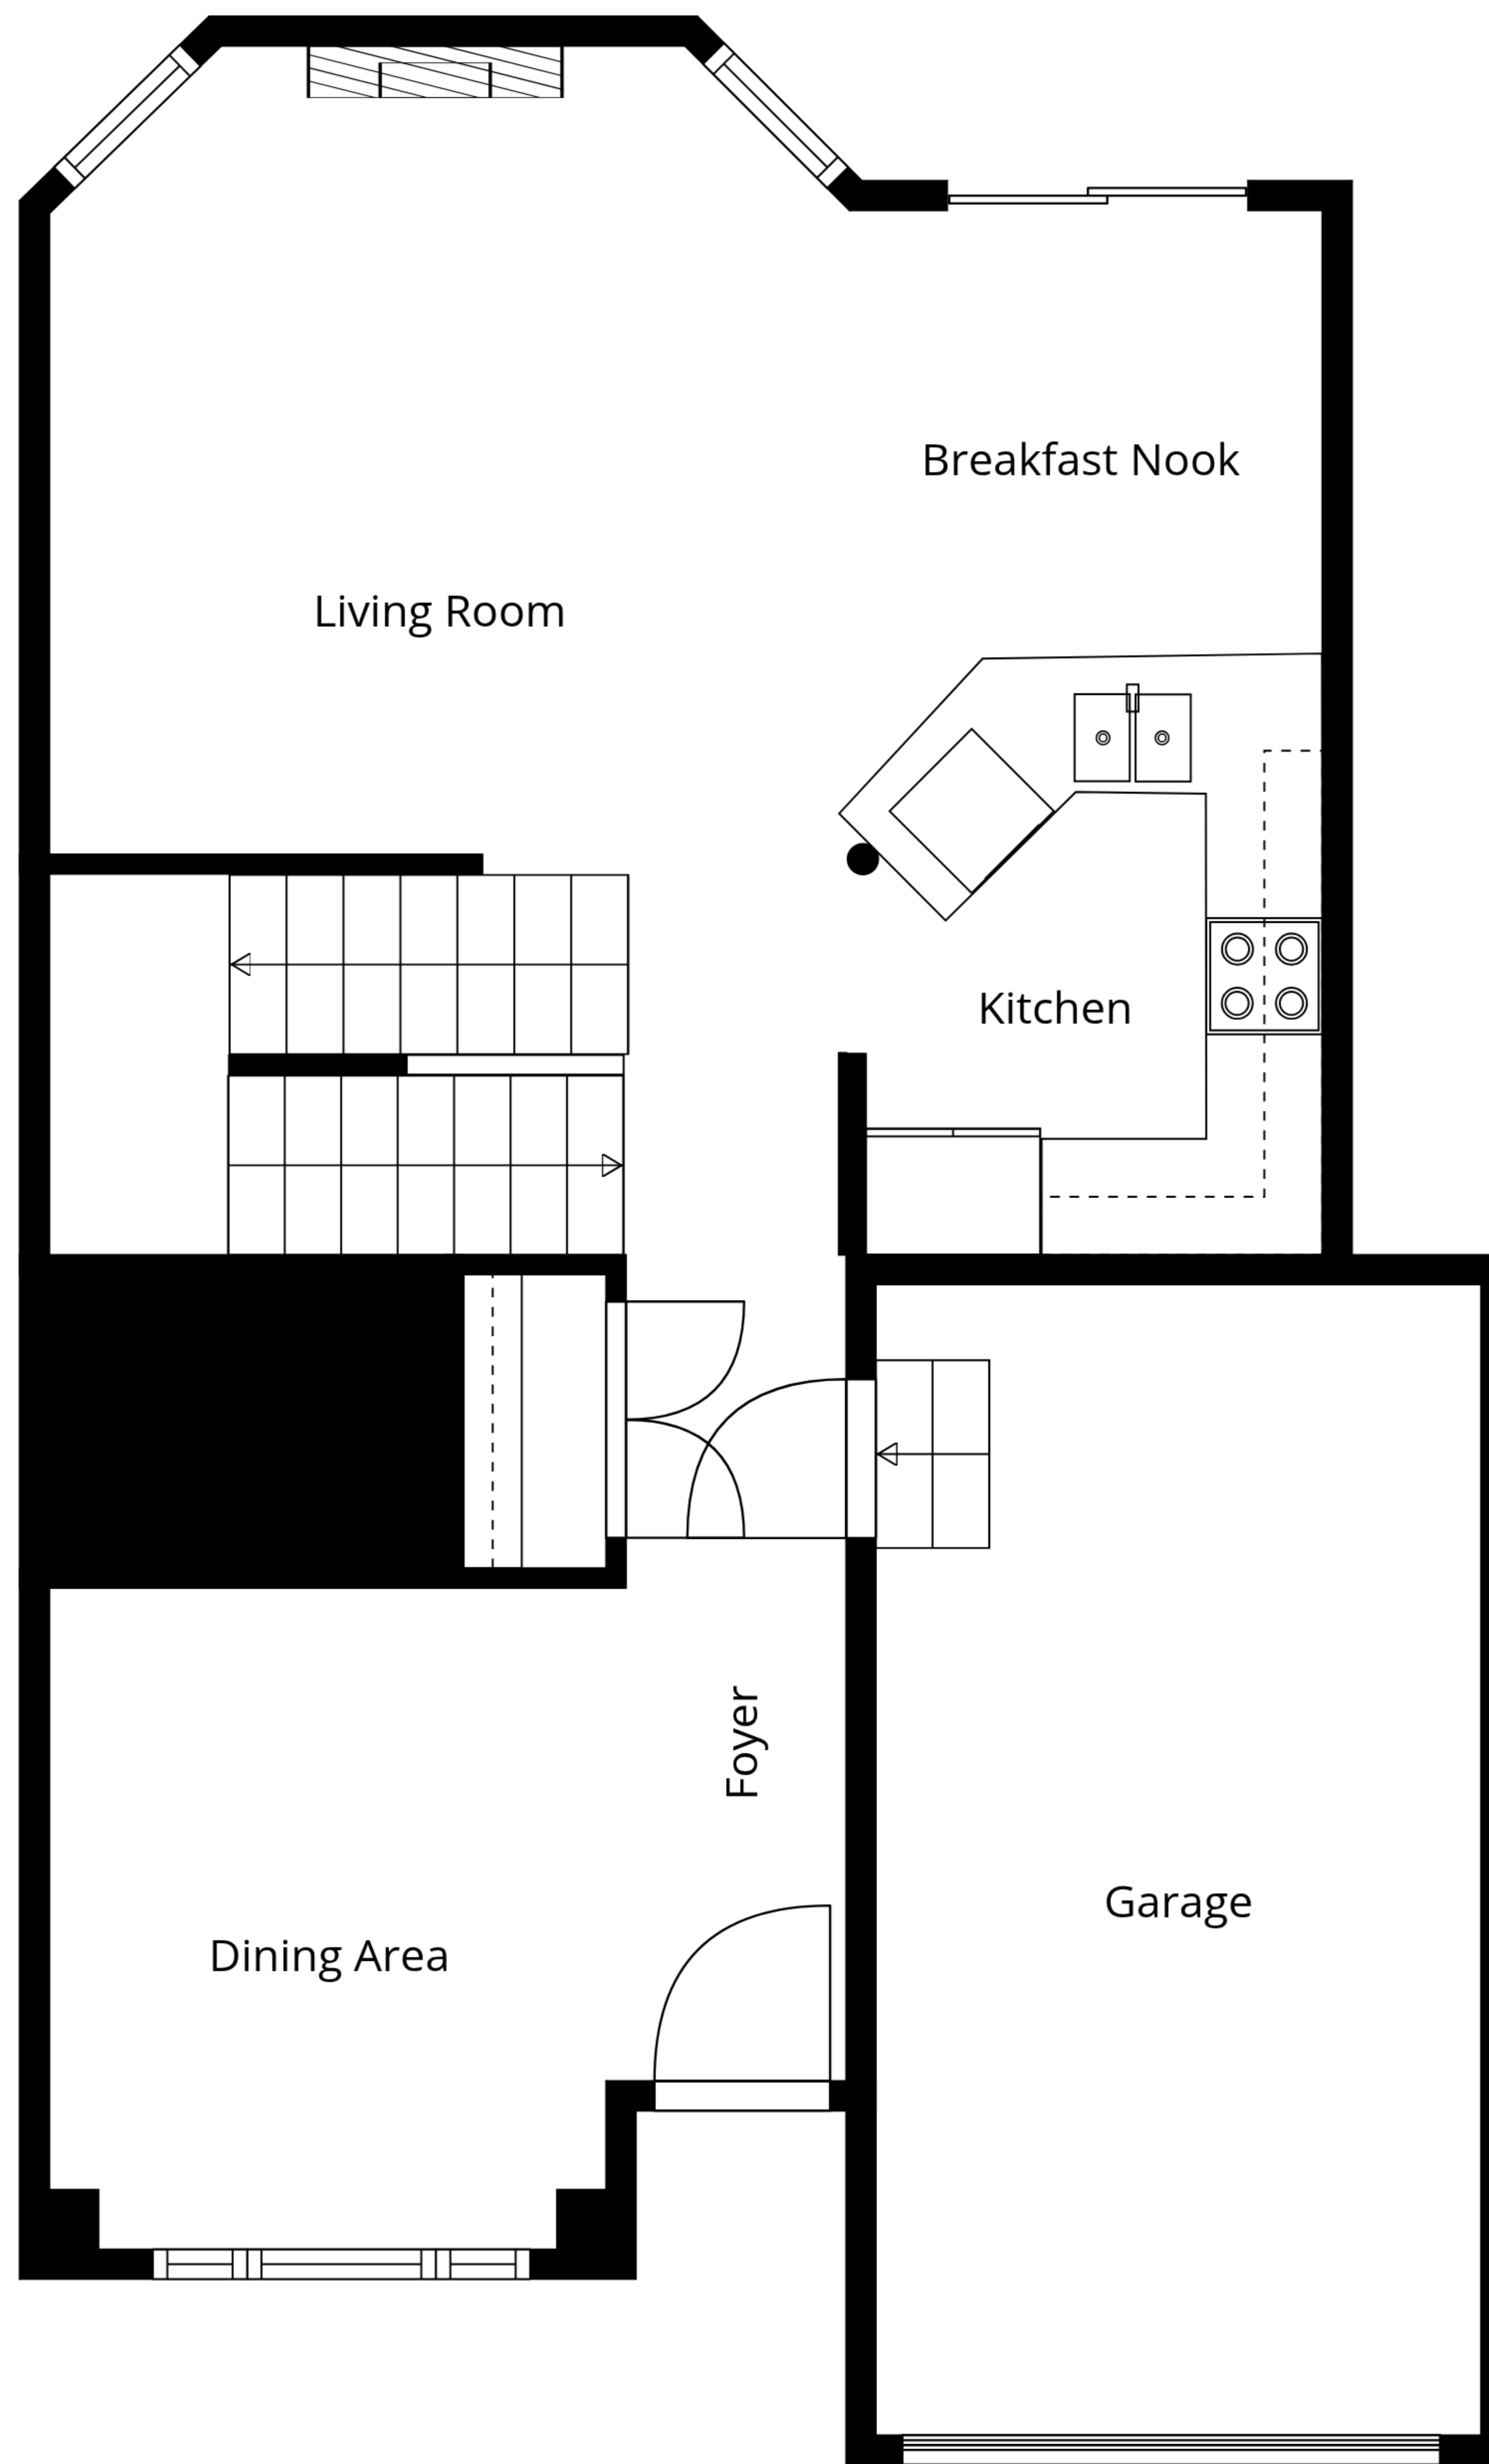 Breakfast Nook
Living Room
Kitchen
Foyer
Garage
Dining Area